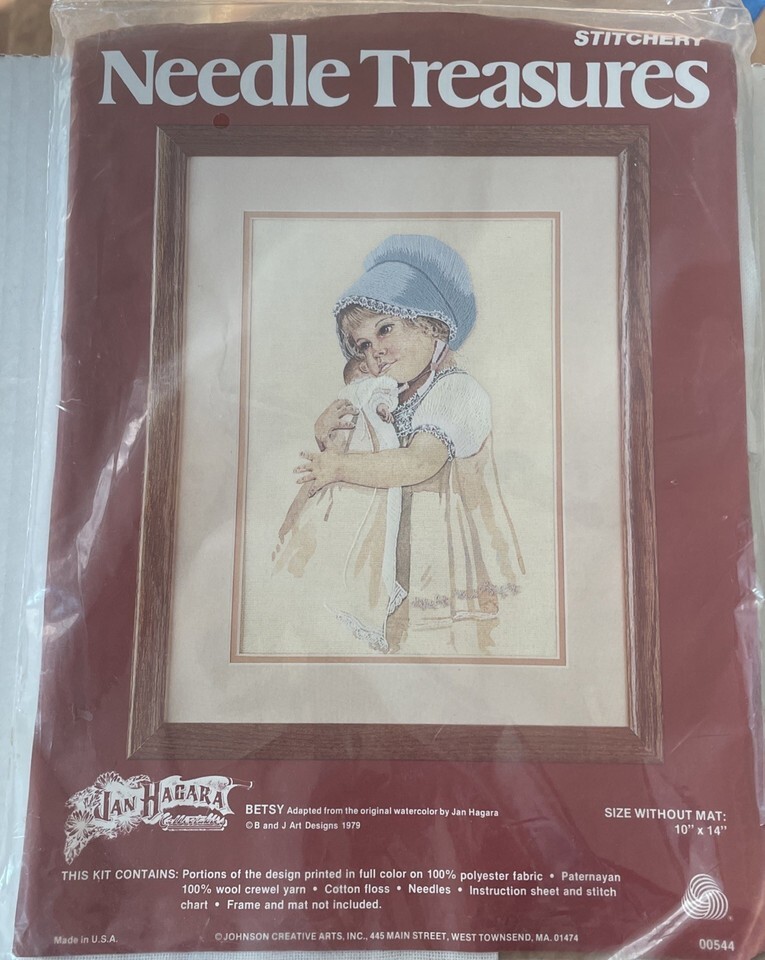 STITCHERY
Needle Treasures
JAN HAGARA
Collectables
BETSY Adapted from the original watercolor by Jan Hagara
© B and J Art Designs 1979
SIZE WITHOUT MAT:
10" x 14"
THIS KIT CONTAINS: Portions of the design printed in full color on 100% polyester fabric • Paternayan
100% wool crewel yarn • Cotton floss • Needles • Instruction sheet and stitch
chart • Frame and mat not included.
Made in U.S.A.
© JOHNSON CREATIVE ARTS, INC., 445 MAIN STREET, WEST TOWNSEND, MA. 01474
00544